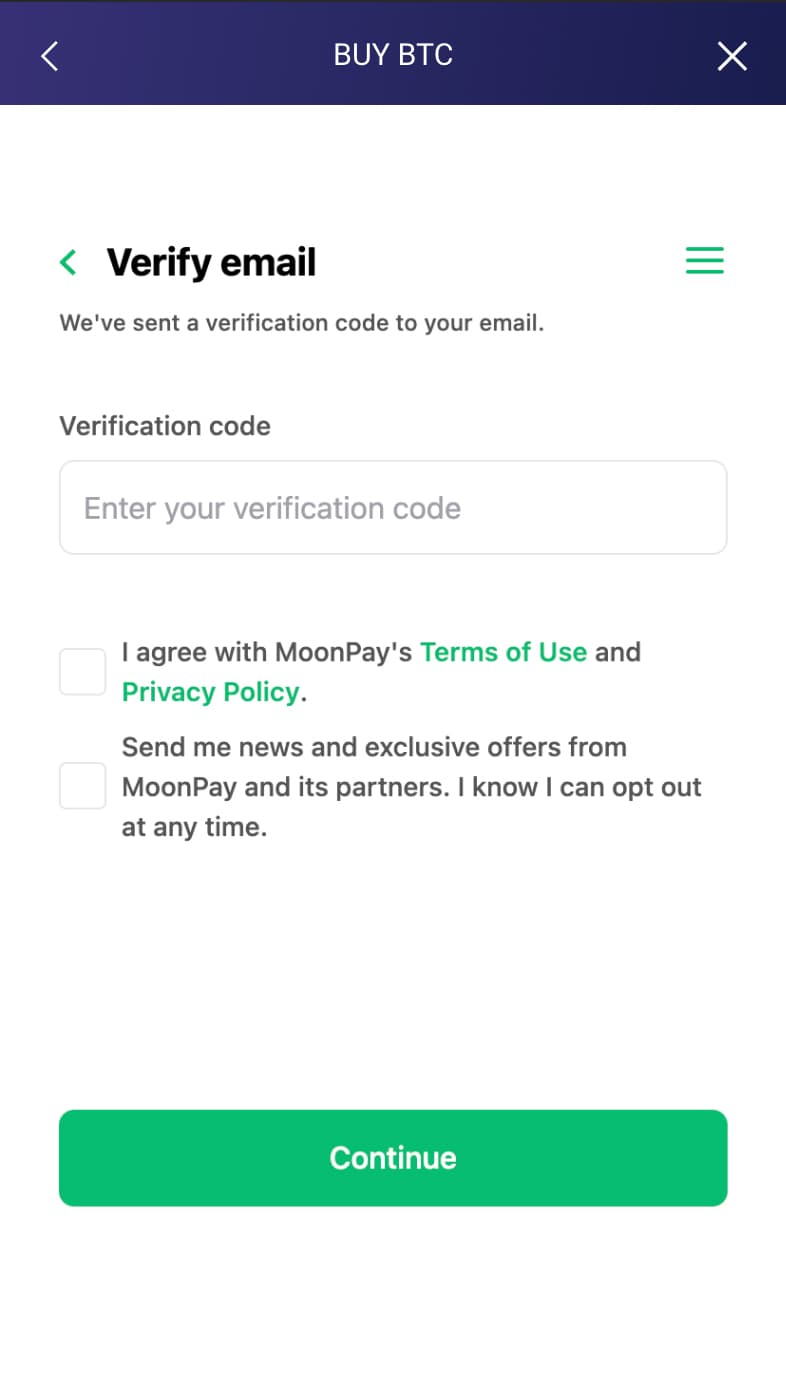 BUY BTC
Verify email
We've sent a verification code to your email.
Verification code
Enter your verification code
I agree with MoonPay's Terms of Use and
Privacy Policy.
Send me news and exclusive offers from
MoonPay and its partners. I know I can opt out
at any time.
Continue